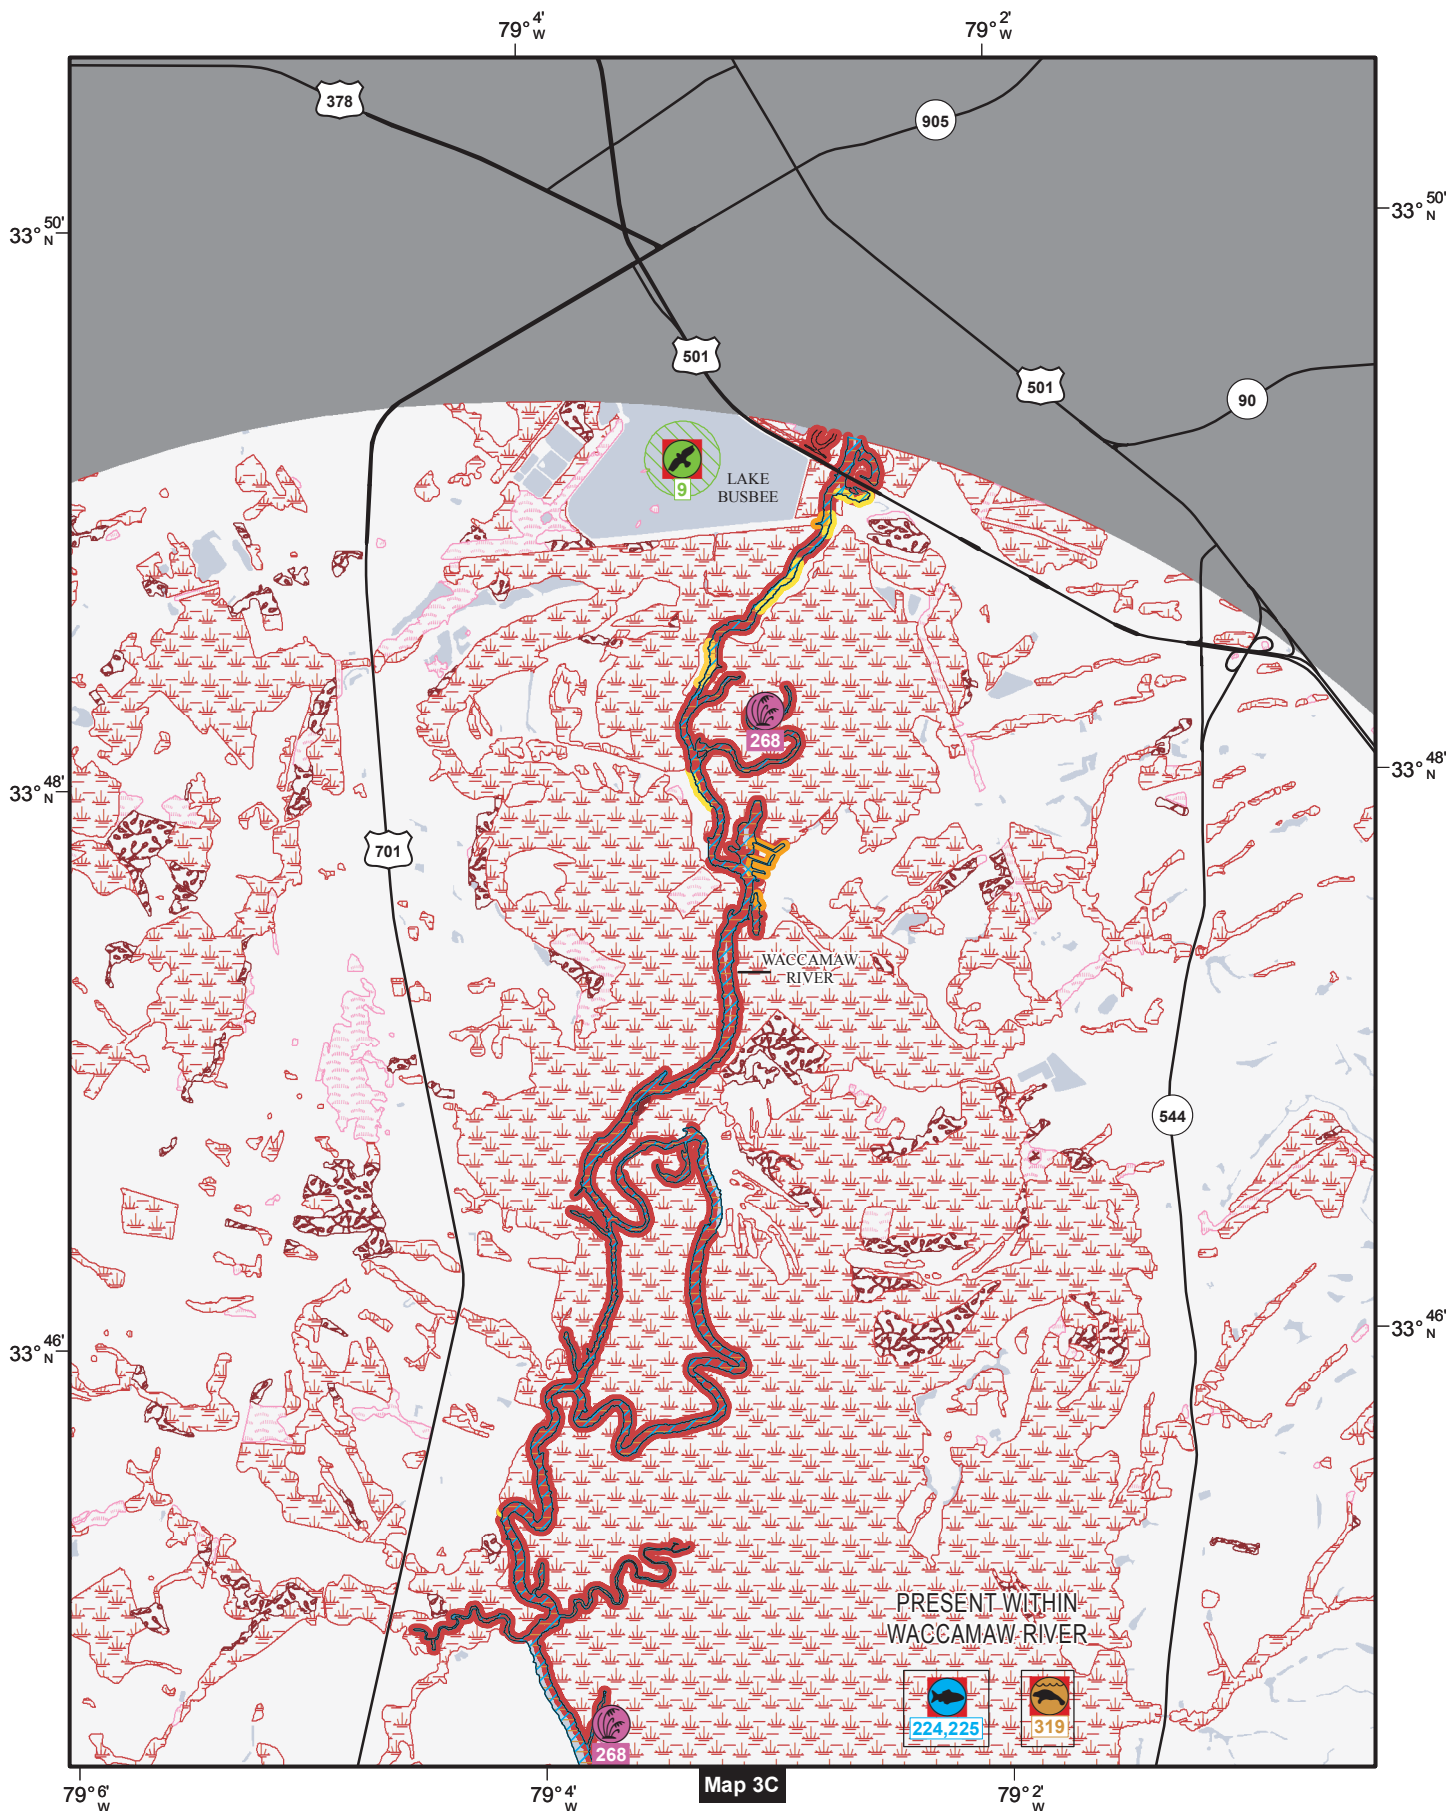 79° 4' W
79° 2' W
378
905
33° 50' N
33° 50' N
501
501
90
9
LAKE
BUSBEE
268
33° 48' N
33° 48' N
701
WACCAMAW
RIVER
544
33° 46' N
33° 46' N
PRESENT WITHIN
WACCAMAW RIVER
224,225
319
268
Map 3C
79° 6' W
79° 4' W
79° 2' W